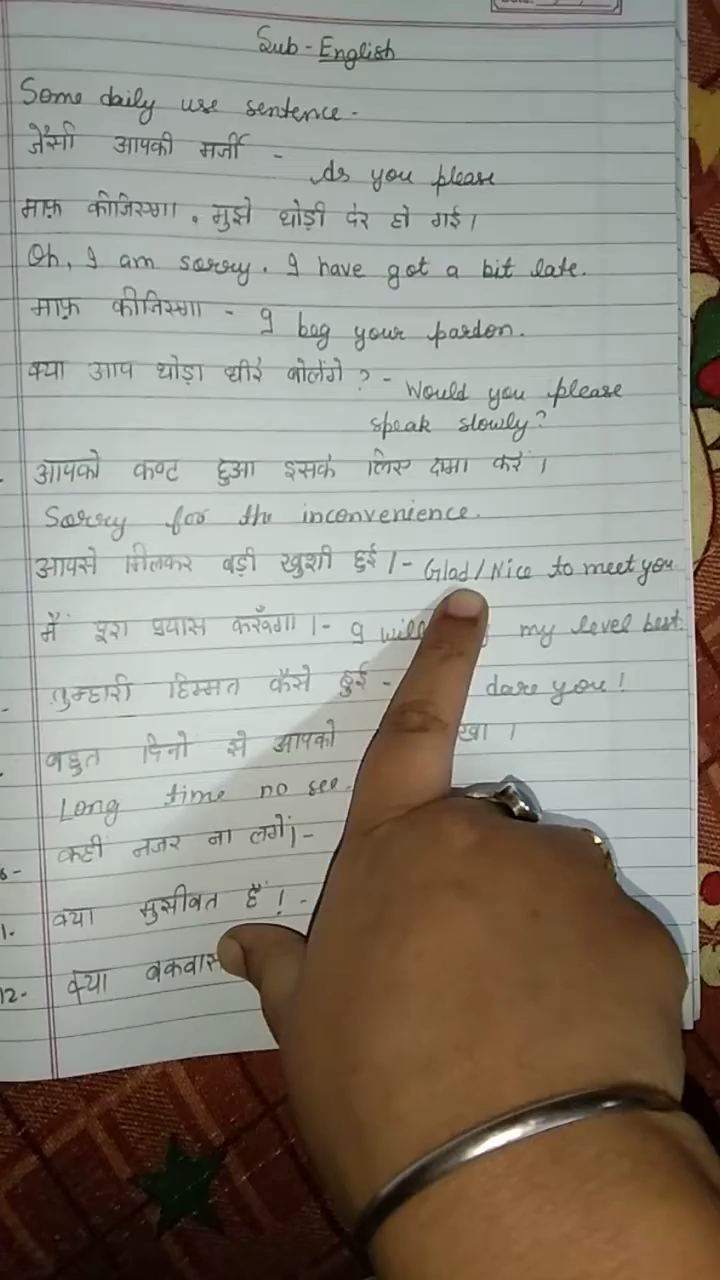 Sub - English
Some daily use sentence -
जैसी आपकी मर्जी - As you please
माफ़ कीजिएगा, मुझे थोड़ी देर हो गई।
Oh, I am sorry. I have got a bit late.
माफ़ कीजिएगा - I beg your pardon.
क्या आप थोड़ा धीरे बोलेंगे ? - Would you please
speak slowly?
आपको कष्ट हुआ इसके लिए क्षमा करें ।
Sorry for the inconvenience.
आपसे मिलकर बड़ी खुशी हुई।- Glad/Nice to meet you
मैं पूरा प्रयास करूँगा।- I will my level best.
तुम्हारी हिम्मत कैसे हुई - dare you!
बहुत दिनों से आपको
Long time no see.
कहीं नजर ना लगे।-
क्या मुसीबत है ! -
12- क्या बकवास